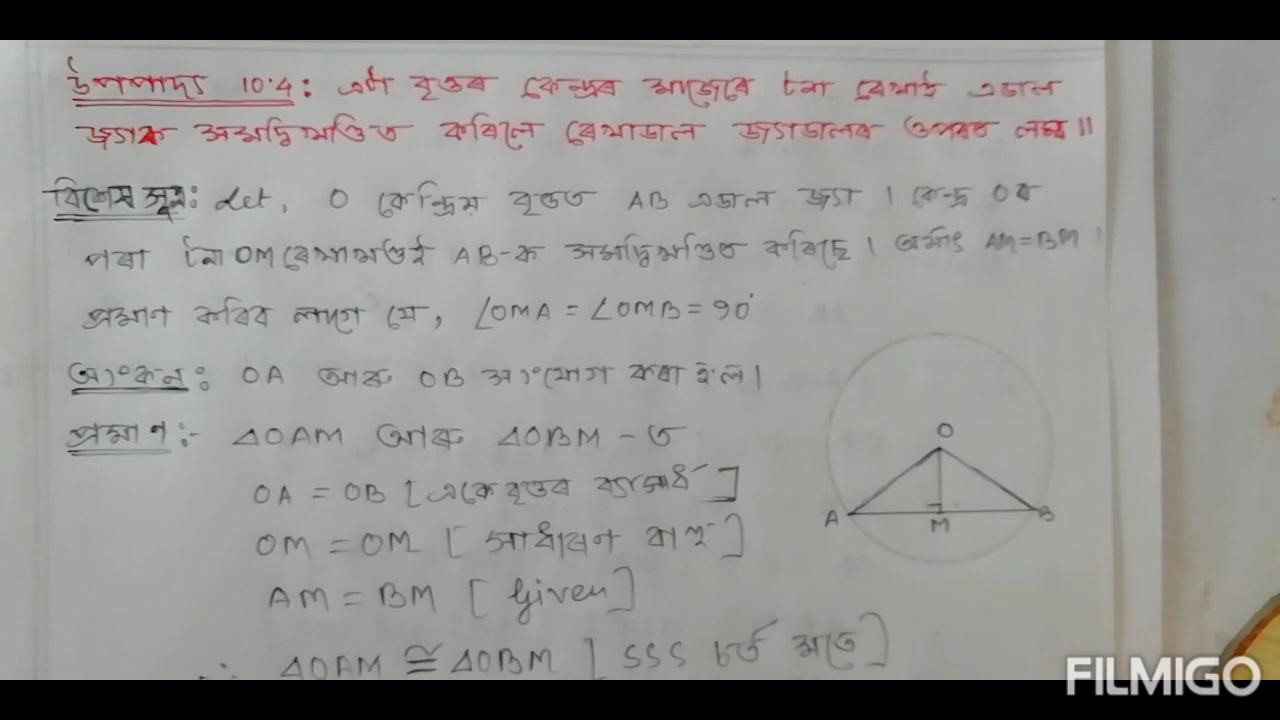 উপপাদ্য 10.4: এটা বৃত্তৰ কেন্দ্ৰৰ মাজেৰে টনা ৰেখাই এডাল
জ্যাক সমদ্বিখণ্ডিত কৰিলে ৰেখাডাল জ্যাডালৰ ওপৰত লম্ব॥
বিশেষ সূত্ৰ: Let, O কেন্দ্ৰিয় বৃত্তত AB এডাল জ্যা। কেন্দ্ৰ O ৰ
পৰা টনা OM ৰেখাখণ্ডই AB-ক সমদ্বিখণ্ডিত কৰিছে। অৰ্থাৎ AM=BM।
প্ৰমাণ কৰিব লাগে যে, ∠OMA = ∠OMB = 90°
অংকন: OA আৰু OB সংযোগ কৰা হ'ল।
প্ৰমাণ:- ΔOAM আৰু ΔOBM-ত
OA = OB [একে বৃত্তৰ ব্যাসাৰ্ধ]
OM = OM [সাধাৰণ বাহু]
AM = BM [Given]
∴ ΔOAM ≅ ΔOBM [SSS চৰ্ত মতে]
O
A
M
B
FILMIGO